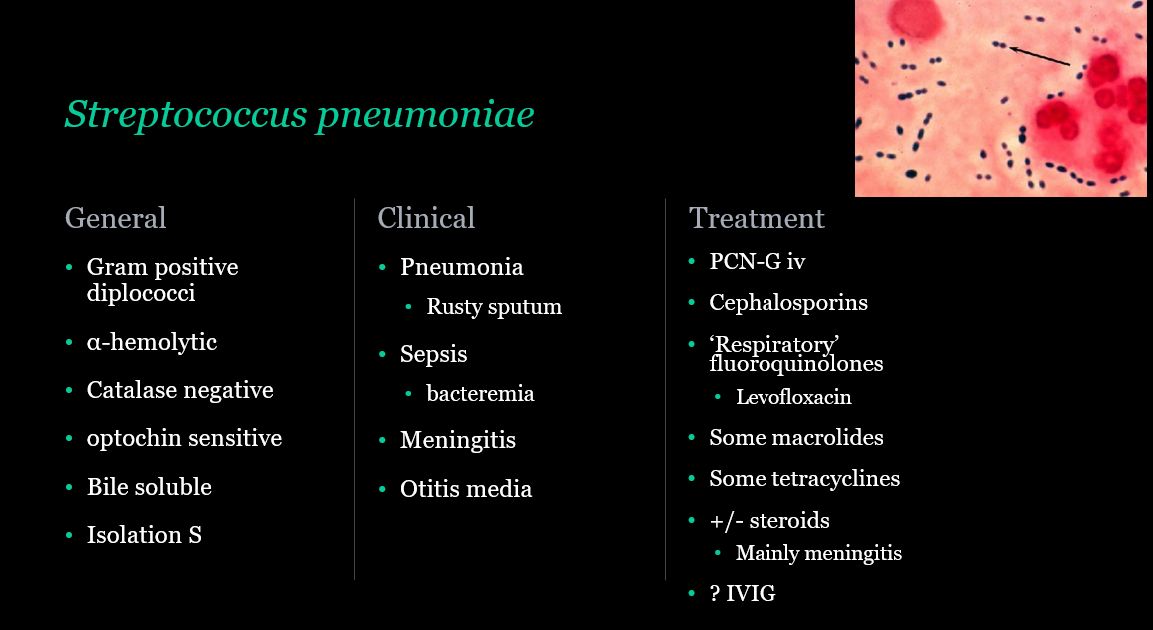 Streptococcus pneumoniae
General
• Gram positive
diplococci
• α-hemolytic
• Catalase negative
• optochin sensitive
• Bile soluble
• Isolation S
Clinical
• Pneumonia
• Rusty sputum
• Sepsis
• bacteremia
• Meningitis
• Otitis media
Treatment
• PCN-G iv
• Cephalosporins
• ‘Respiratory’
fluoroquinolones
• Levofloxacin
• Some macrolides
• Some tetracyclines
• +/- steroids
• Mainly meningitis
• ? IVIG